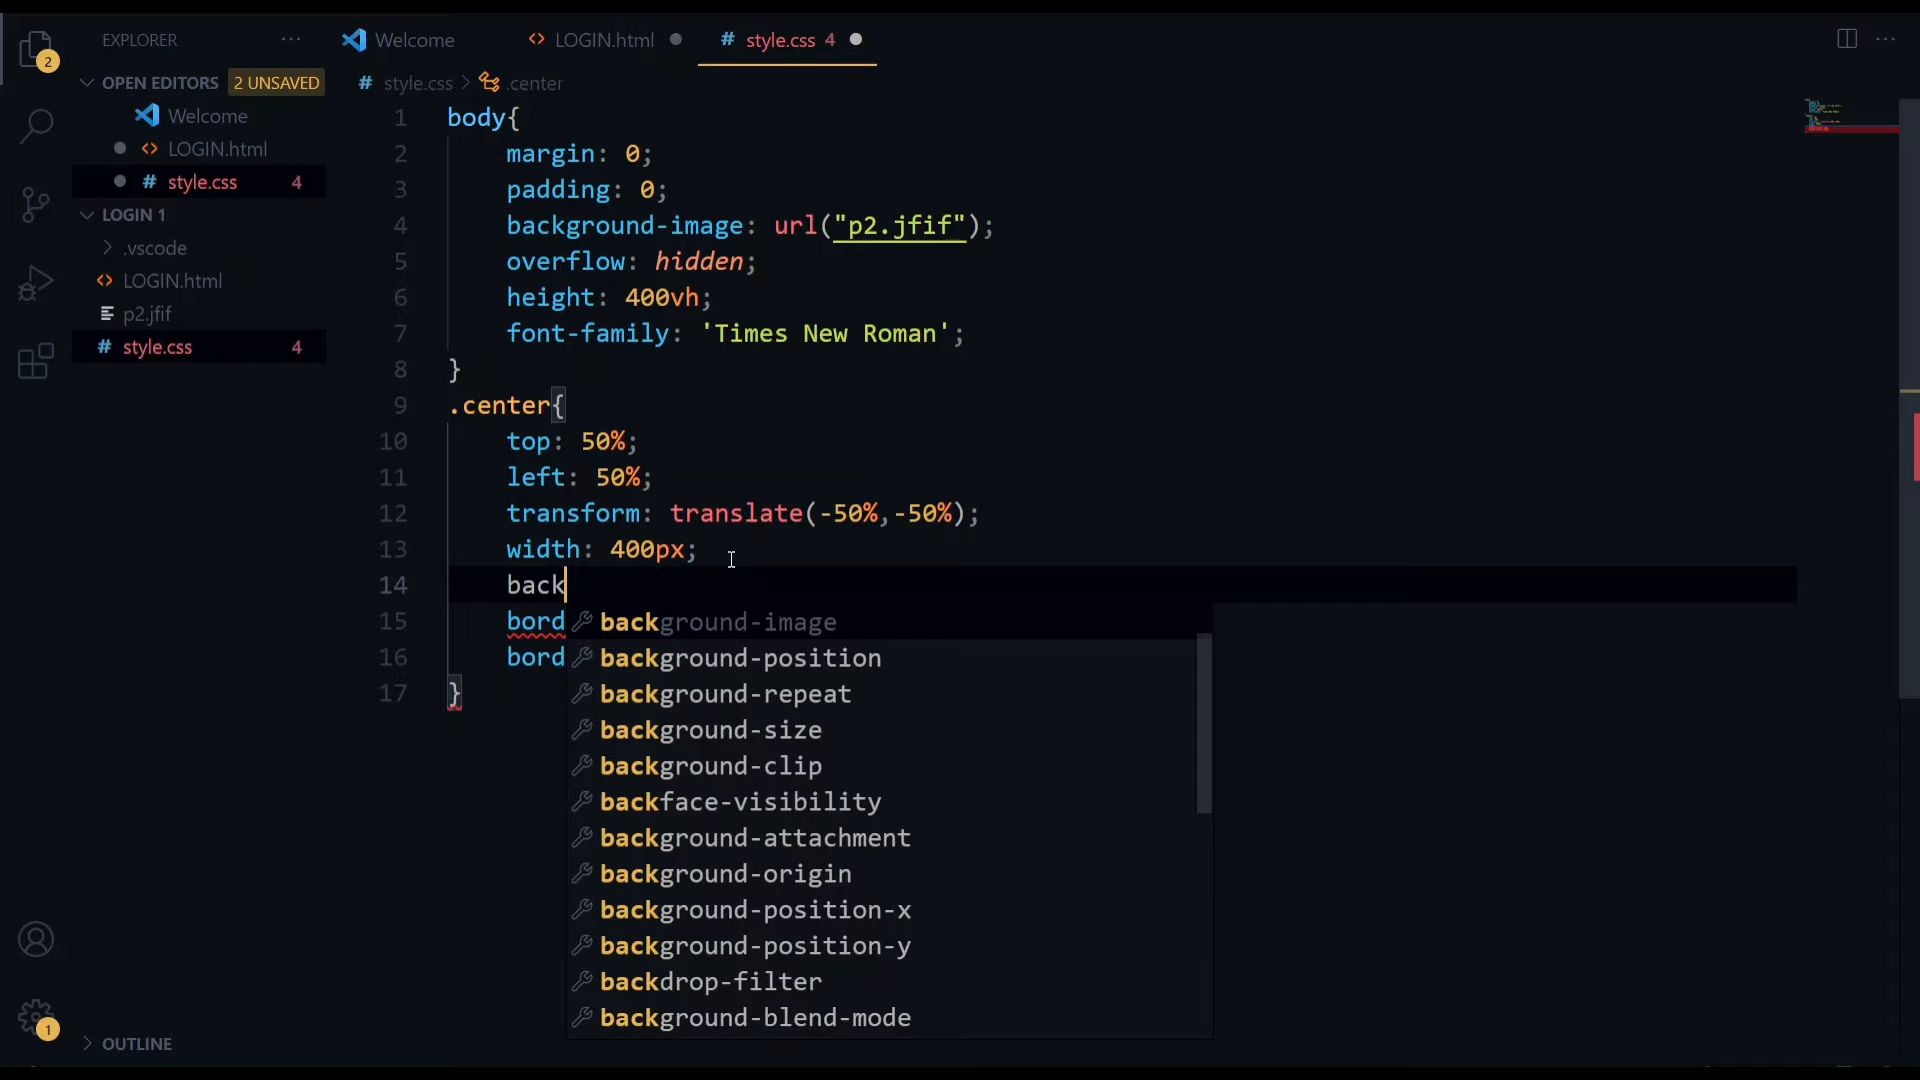 EXPLORER
···
Welcome
<> LOGIN.html
# style.css 4
···
2
OPEN EDITORS 2 UNSAVED
Welcome
<> LOGIN.html
# style.css 4
LOGIN 1
> .vscode
<> LOGIN.html
p2.jfif
# style.css 4
1
> OUTLINE
# style.css > .center
1 body{
2 margin: 0;
3 padding: 0;
4 background-image: url("p2.jfif");
5 overflow: hidden;
6 height: 400vh;
7 font-family: 'Times New Roman';
8 }
9 .center{
10 top: 50%;
11 left: 50%;
12 transform: translate(-50%,-50%);
13 width: 400px;
14 back
15 bord
16 bord
17 }
background-image
background-position
background-repeat
background-size
background-clip
backface-visibility
background-attachment
background-origin
background-position-x
background-position-y
backdrop-filter
background-blend-mode